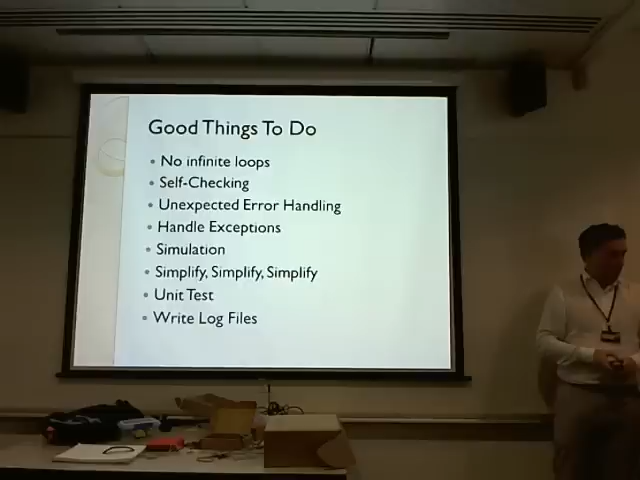 Good Things To Do
No infinite loops
Self-Checking
Unexpected Error Handling
Handle Exceptions
Simulation
Simplify, Simplify, Simplify
Unit Test
Write Log Files